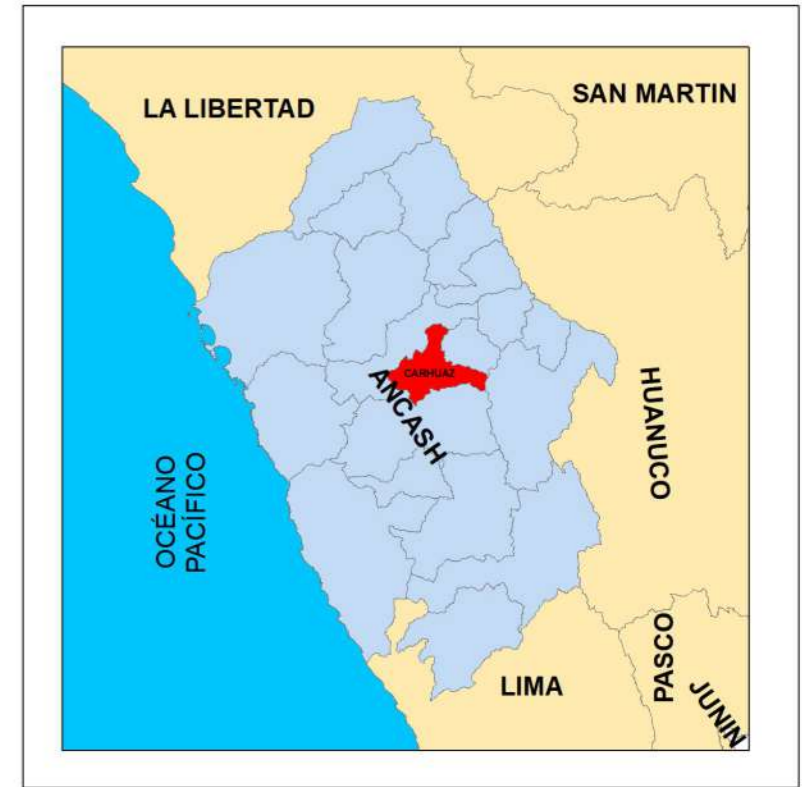 LA LIBERTAD
SAN MARTIN
CARHUAZ
ANCASH
HUANUCO
OCÉANO
PACÍFICO
PASCO
LIMA
JUNIN